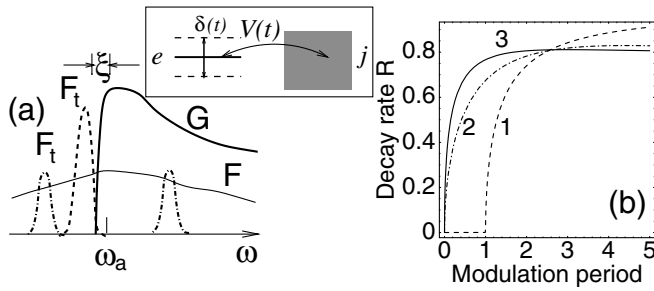 δ(t)
V(t)
e
j
ξ
(a)
F_t
F_t
G
F
ω_a
ω
Decay rate R
0.8
0.6
0.4
0.2
0
3
2
1
(b)
0 1 2 3 4 5
Modulation period